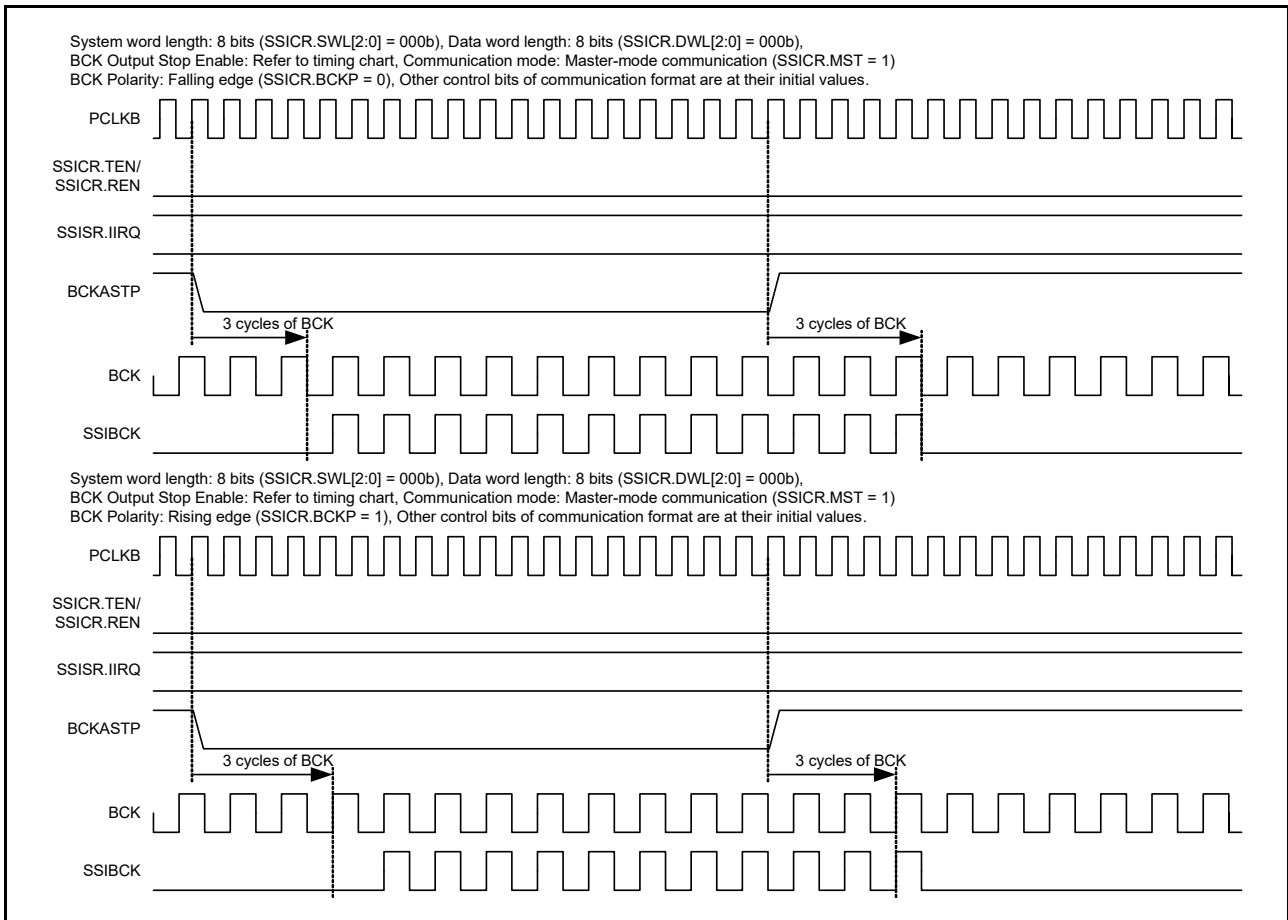 System word length: 8 bits (SSICR.SWL[2:0] = 000b), Data word length: 8 bits (SSICR.DWL[2:0] = 000b),
BCK Output Stop Enable: Refer to timing chart, Communication mode: Master-mode communication (SSICR.MST = 1)
BCK Polarity: Falling edge (SSICR.BCKP = 0), Other control bits of communication format are at their initial values.
PCLKB
SSICR.TEN/
SSICR.REN
SSISR.IIRQ
BCKASTP
3 cycles of BCK 3 cycles of BCK
BCK
SSIBCK
System word length: 8 bits (SSICR.SWL[2:0] = 000b), Data word length: 8 bits (SSICR.DWL[2:0] = 000b),
BCK Output Stop Enable: Refer to timing chart, Communication mode: Master-mode communication (SSICR.MST = 1)
BCK Polarity: Rising edge (SSICR.BCKP = 1), Other control bits of communication format are at their initial values.
PCLKB
SSICR.TEN/
SSICR.REN
SSISR.IIRQ
BCKASTP
3 cycles of BCK 3 cycles of BCK
BCK
SSIBCK